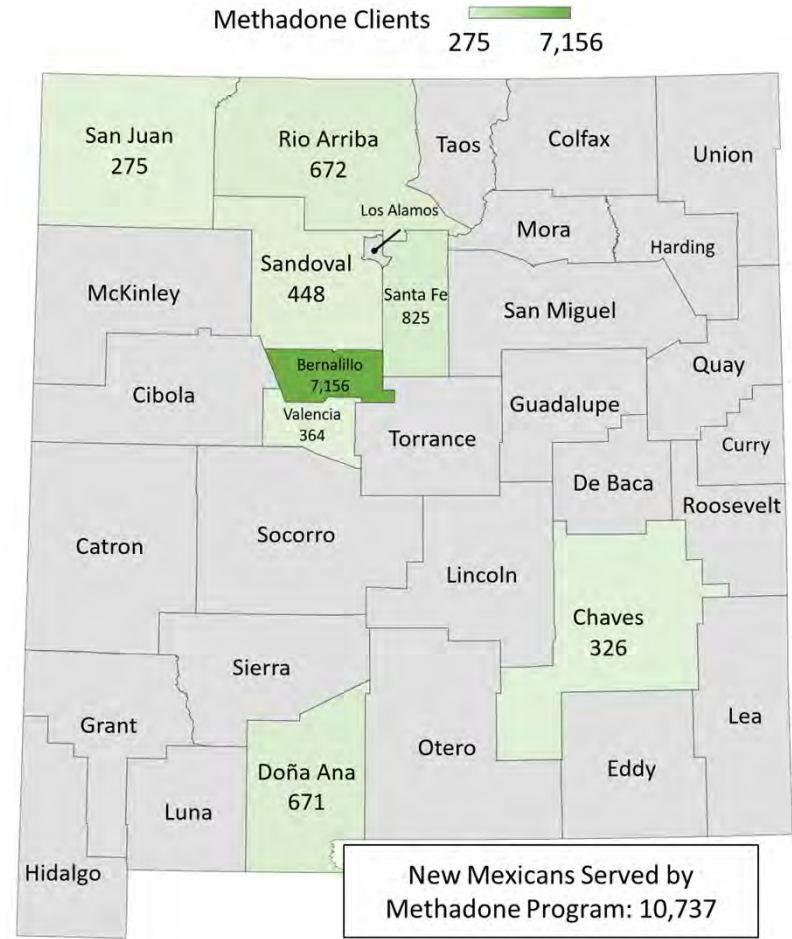 Methadone Clients
275 7,156
San Juan
275
Rio Arriba
672
Taos
Colfax
Union
Los Alamos
Mora
Harding
McKinley
Sandoval
448
Santa Fe
825
San Miguel
Bernalillo
7,156
Quay
Cibola
Valencia
364
Torrance
Guadalupe
Curry
De Baca
Roosevelt
Catron
Socorro
Lincoln
Chaves
326
Sierra
Grant
Otero
Lea
Doña Ana
671
Eddy
Luna
Hidalgo
New Mexicans Served by
Methadone Program: 10,737